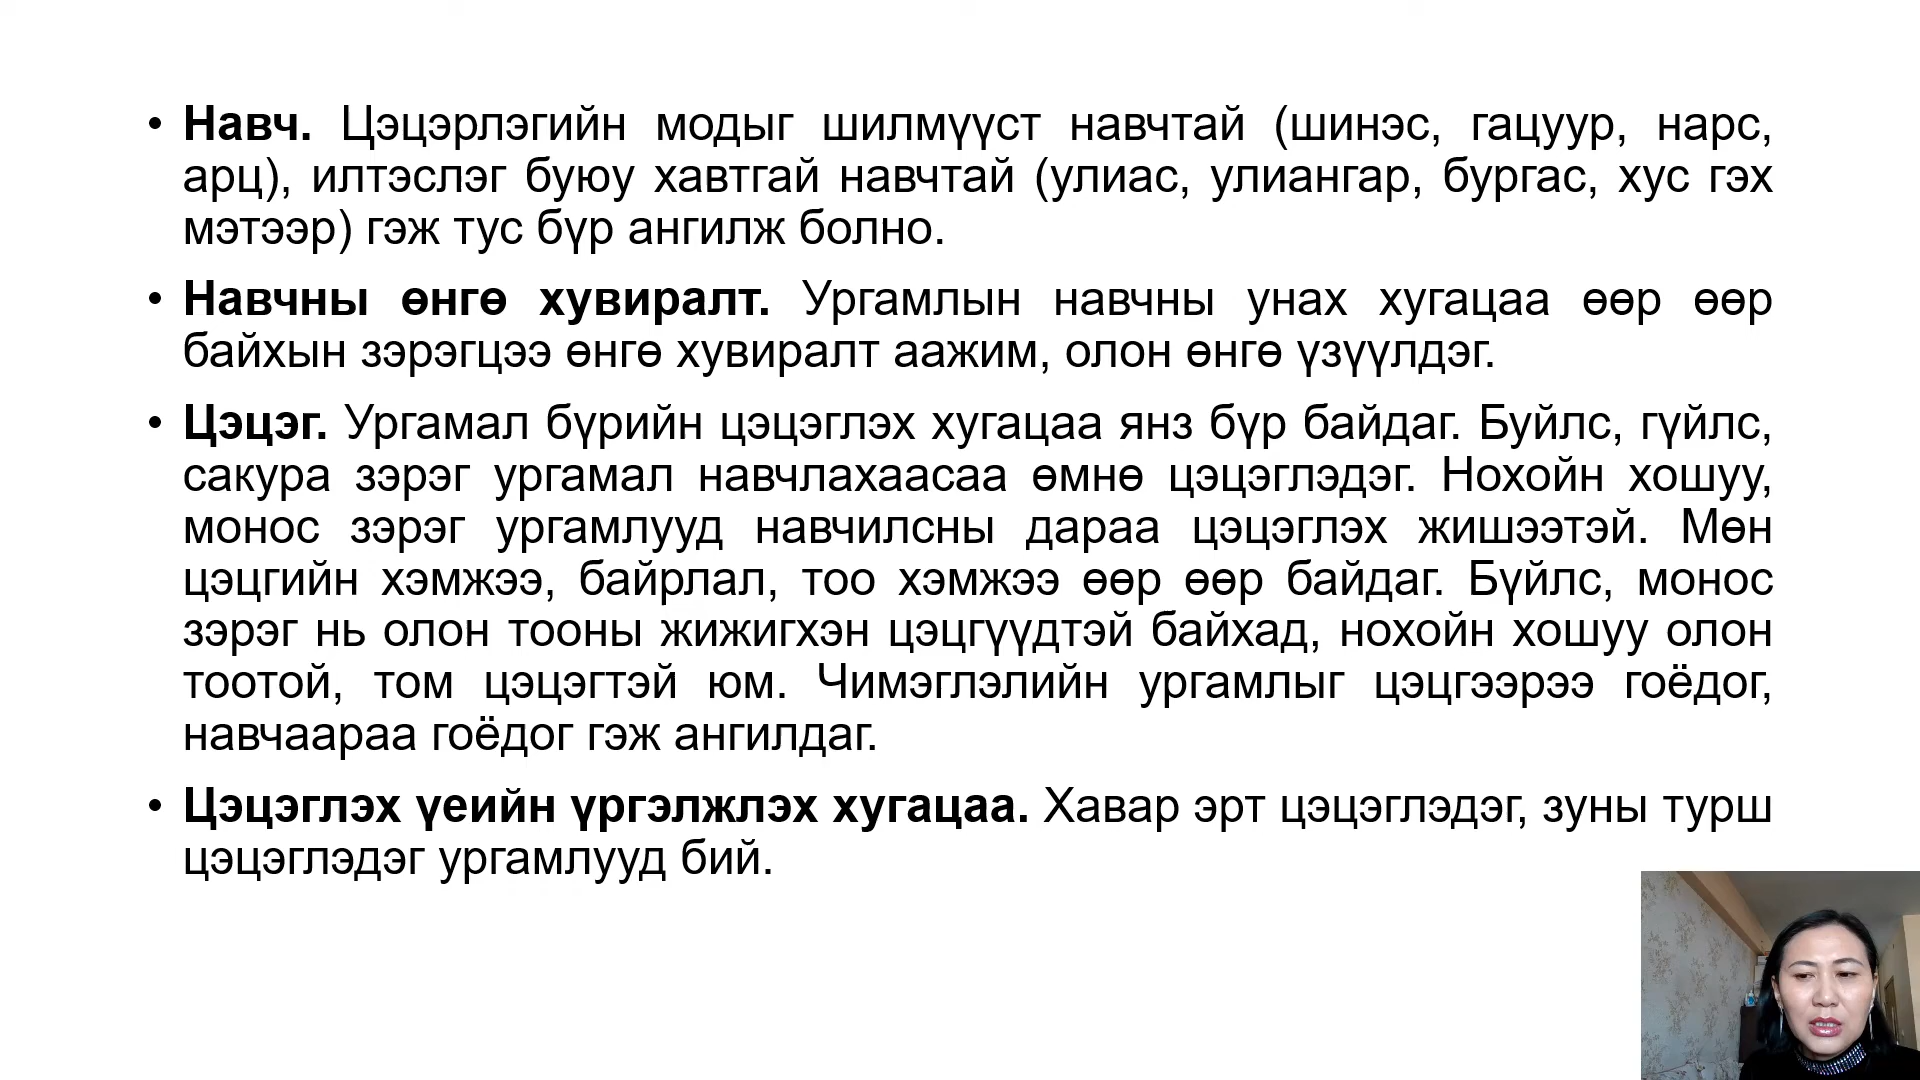 • Навч. Цэцэрлэгийн модыг шилмүүст навчтай (шинэс, гацуур, нарс,
арц), илтэслэг буюу хавтгай навчтай (улиас, улиангар, бургас, хус гэх
мэтээр) гэж тус бүр ангилж болно.
• Навчны өнгө хувиралт. Ургамлын навчны унах хугацаа өөр өөр
байхын зэрэгцээ өнгө хувиралт аажим, олон өнгө үзүүлдэг.
• Цэцэг. Ургамал бүрийн цэцэглэх хугацаа янз бүр байдаг. Буйлс, гүйлс,
сакура зэрэг ургамал навчлахаасаа өмнө цэцэглэдэг. Нохойн хошуу,
монос зэрэг ургамлууд навчилсны дараа цэцэглэх жишээтэй. Мөн
цэцгийн хэмжээ, байрлал, тоо хэмжээ өөр өөр байдаг. Бүйлс, монос
зэрэг нь олон тооны жижигхэн цэцгүүдтэй байхад, нохойн хошуу олон
тоотой, том цэцэгтэй юм. Чимэглэлийн ургамлыг цэцгээрээ гоёдог,
навчаараа гоёдог гэж ангилдаг.
• Цэцэглэх үеийн үргэлжлэх хугацаа. Хавар эрт цэцэглэдэг, зуны турш
цэцэглэдэг ургамлууд бий.